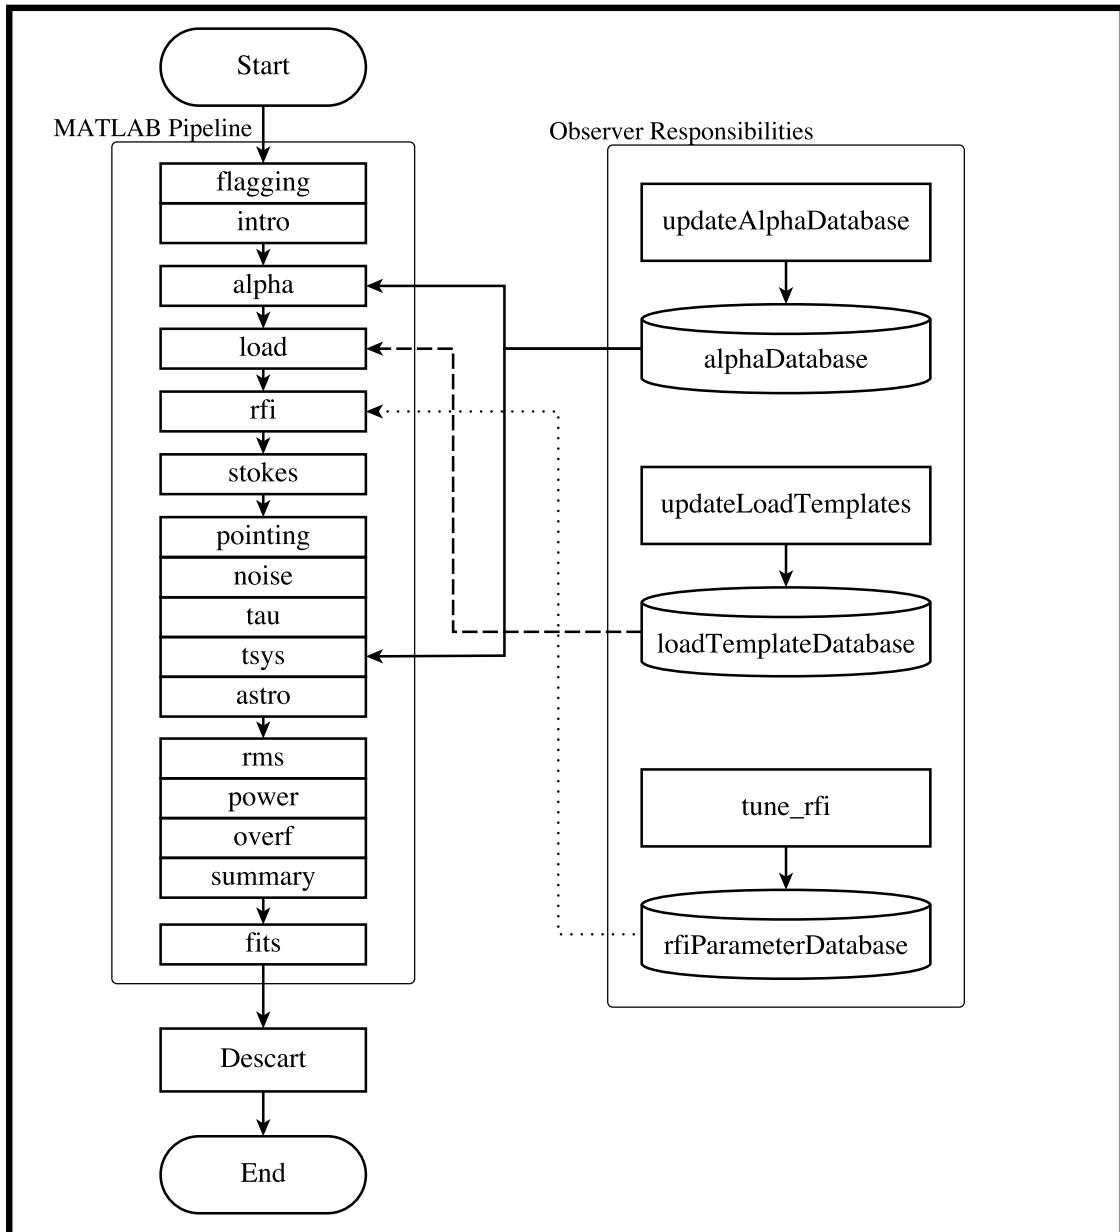 Start
MATLAB Pipeline
flagging
intro
alpha
load
rfi
stokes
pointing
noise
tau
tsys
astro
rms
power
overf
summary
fits
Descart
End
Observer Responsibilities
updateAlphaDatabase
alphaDatabase
updateLoadTemplates
loadTemplateDatabase
tune_rfi
rfiParameterDatabase